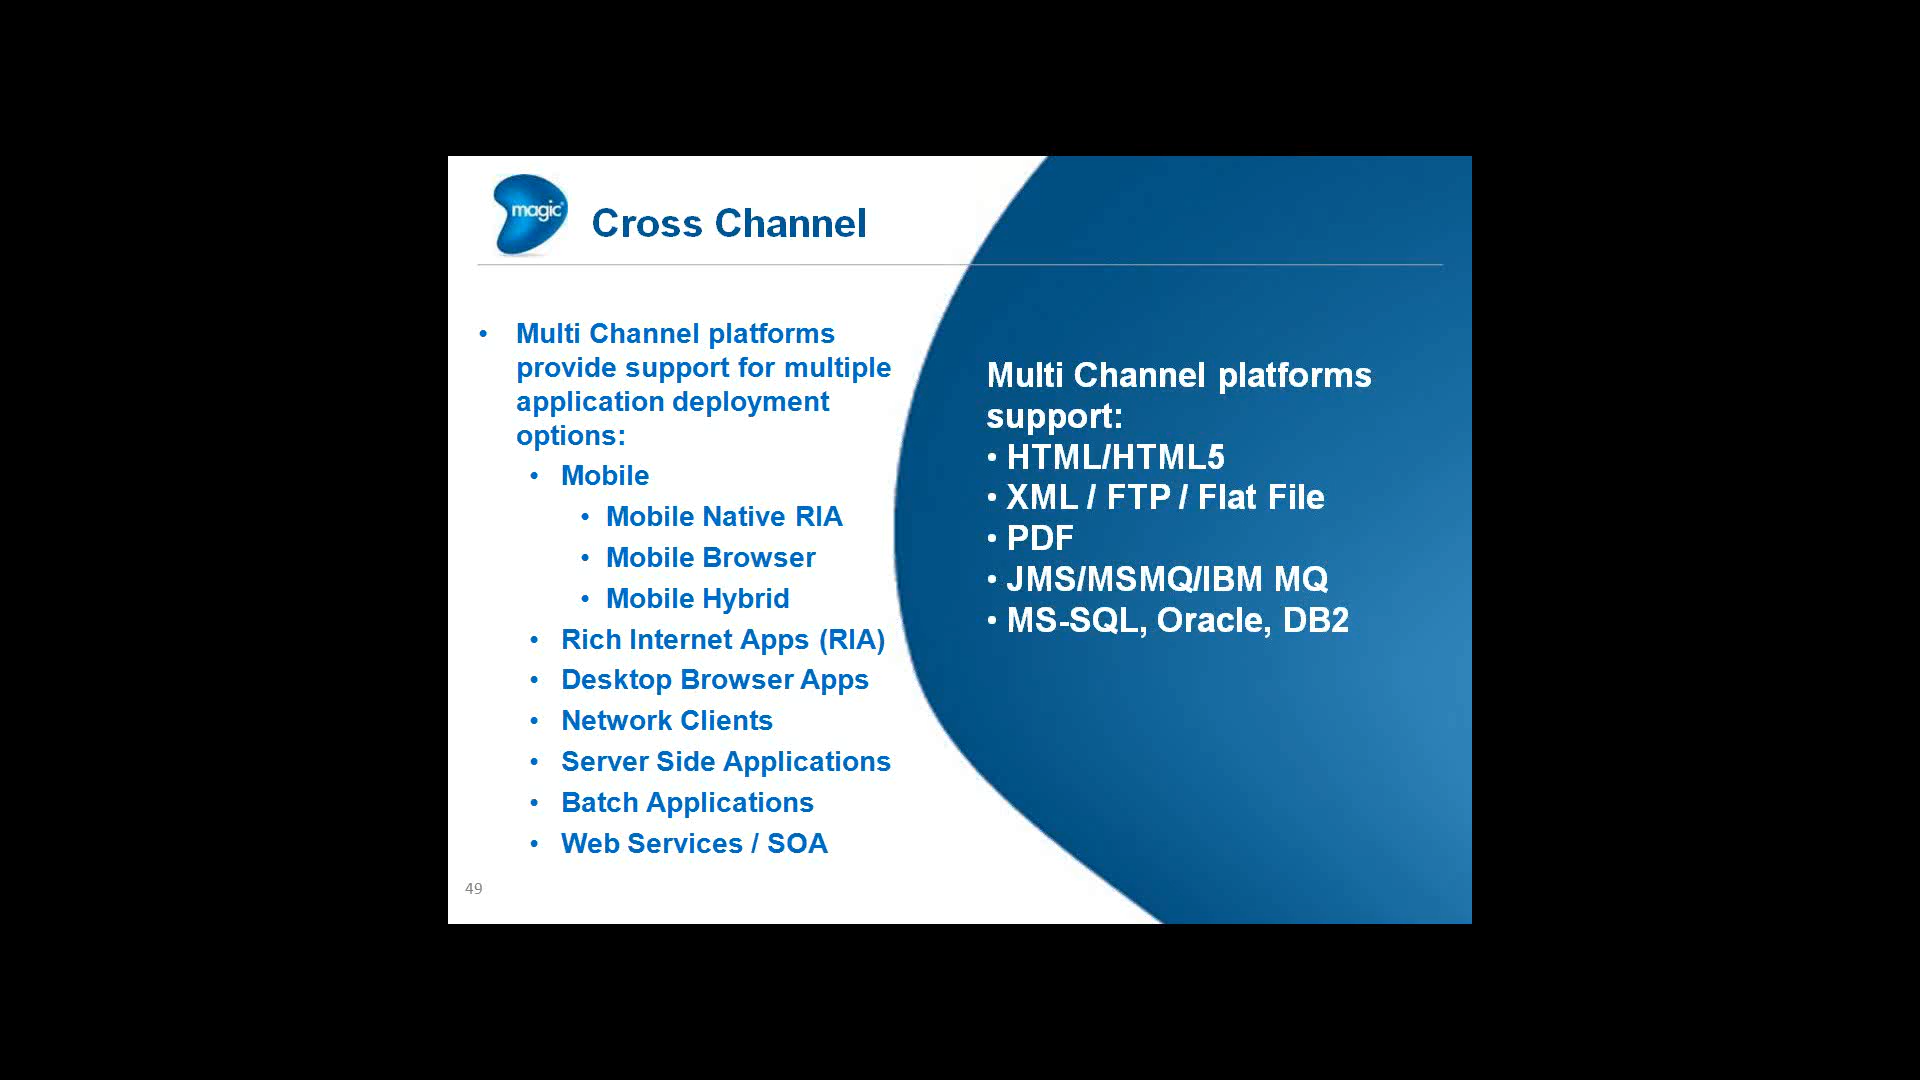 magic
Cross Channel
• Multi Channel platforms
provide support for multiple
application deployment
options:
• Mobile
• Mobile Native RIA
• Mobile Browser
• Mobile Hybrid
• Rich Internet Apps (RIA)
• Desktop Browser Apps
• Network Clients
• Server Side Applications
• Batch Applications
• Web Services / SOA
Multi Channel platforms
support:
• HTML/HTML5
• XML / FTP / Flat File
• PDF
• JMS/MSMQ/IBM MQ
• MS-SQL, Oracle, DB2
49